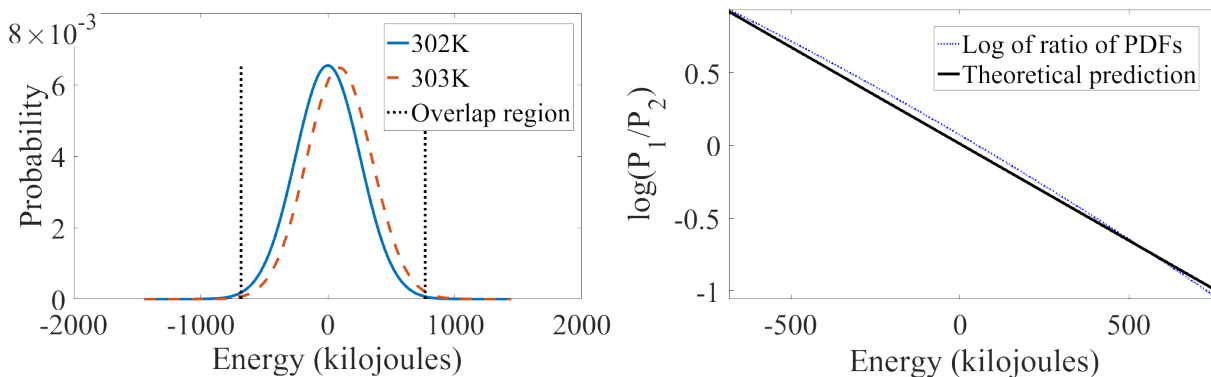 8×10⁻³
6
4
2
0
Probability
302K
303K
Overlap region
-2000 -1000 0 1000 2000
Energy (kilojoules)
0.5
0
-0.5
-1
log(P₁/P₂)
Log of ratio of PDFs
Theoretical prediction
-500 0 500
Energy (kilojoules)